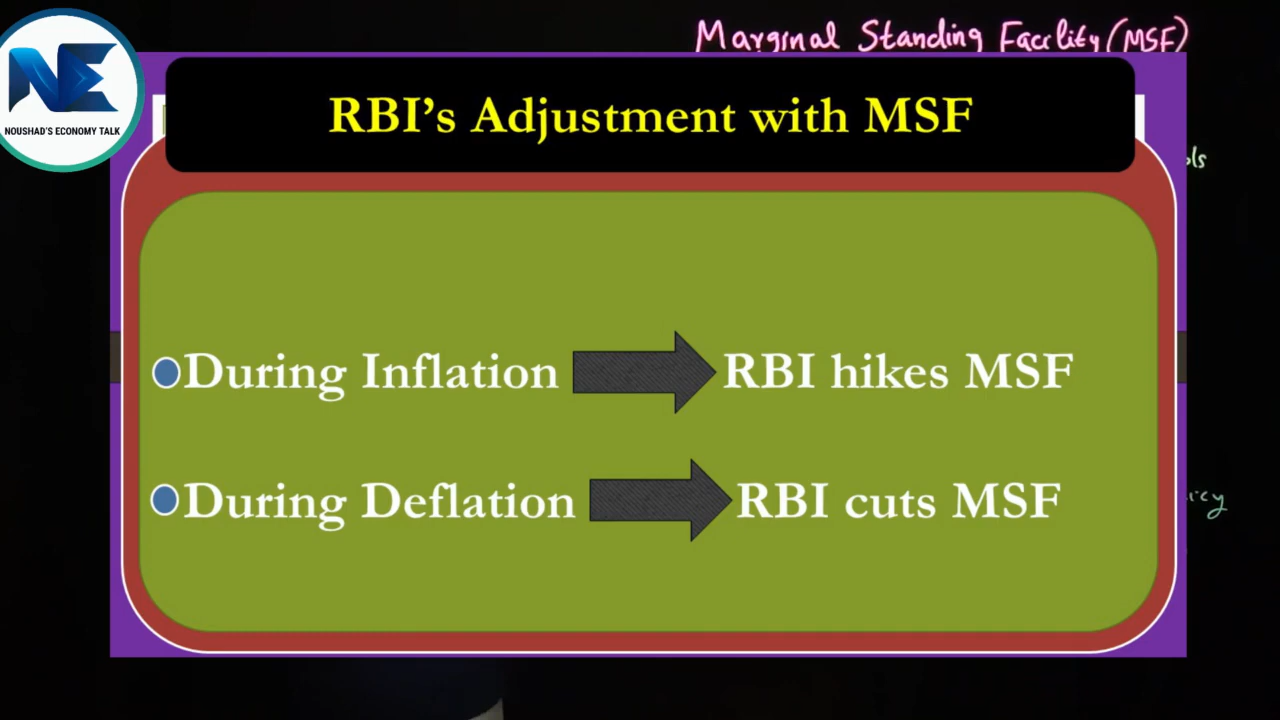 Marginal Standing Facility (MSF)
NE
NOUSHAD'S ECONOMY TALK
RBI's Adjustment with MSF
During Inflation RBI hikes MSF
During Deflation RBI cuts MSF